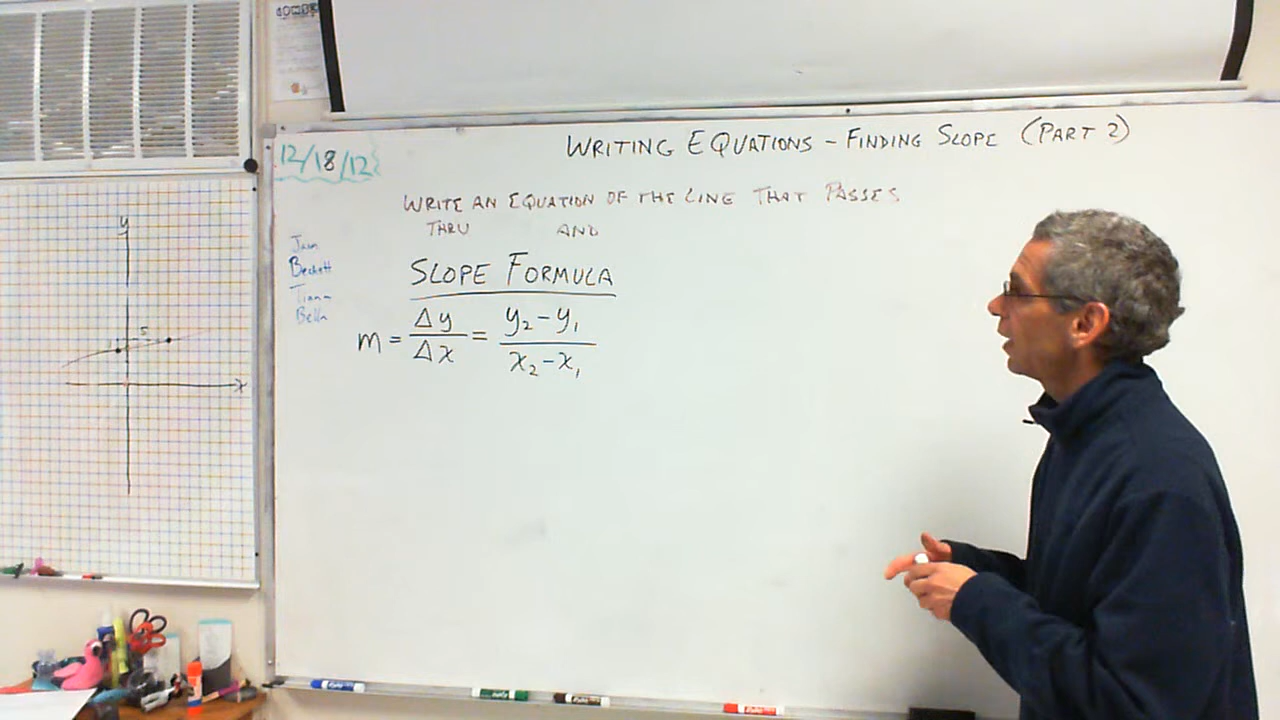 WRITING EQUATIONS – FINDING SLOPE (PART 2)
12/18/12
WRITE AN EQUATION OF THE LINE THAT PASSES
THRU AND
Beckett
Tiana
Bella
SLOPE FORMULA
m = Δy/Δx = y₂ – y₁/x₂ – x₁
y
1 5
x